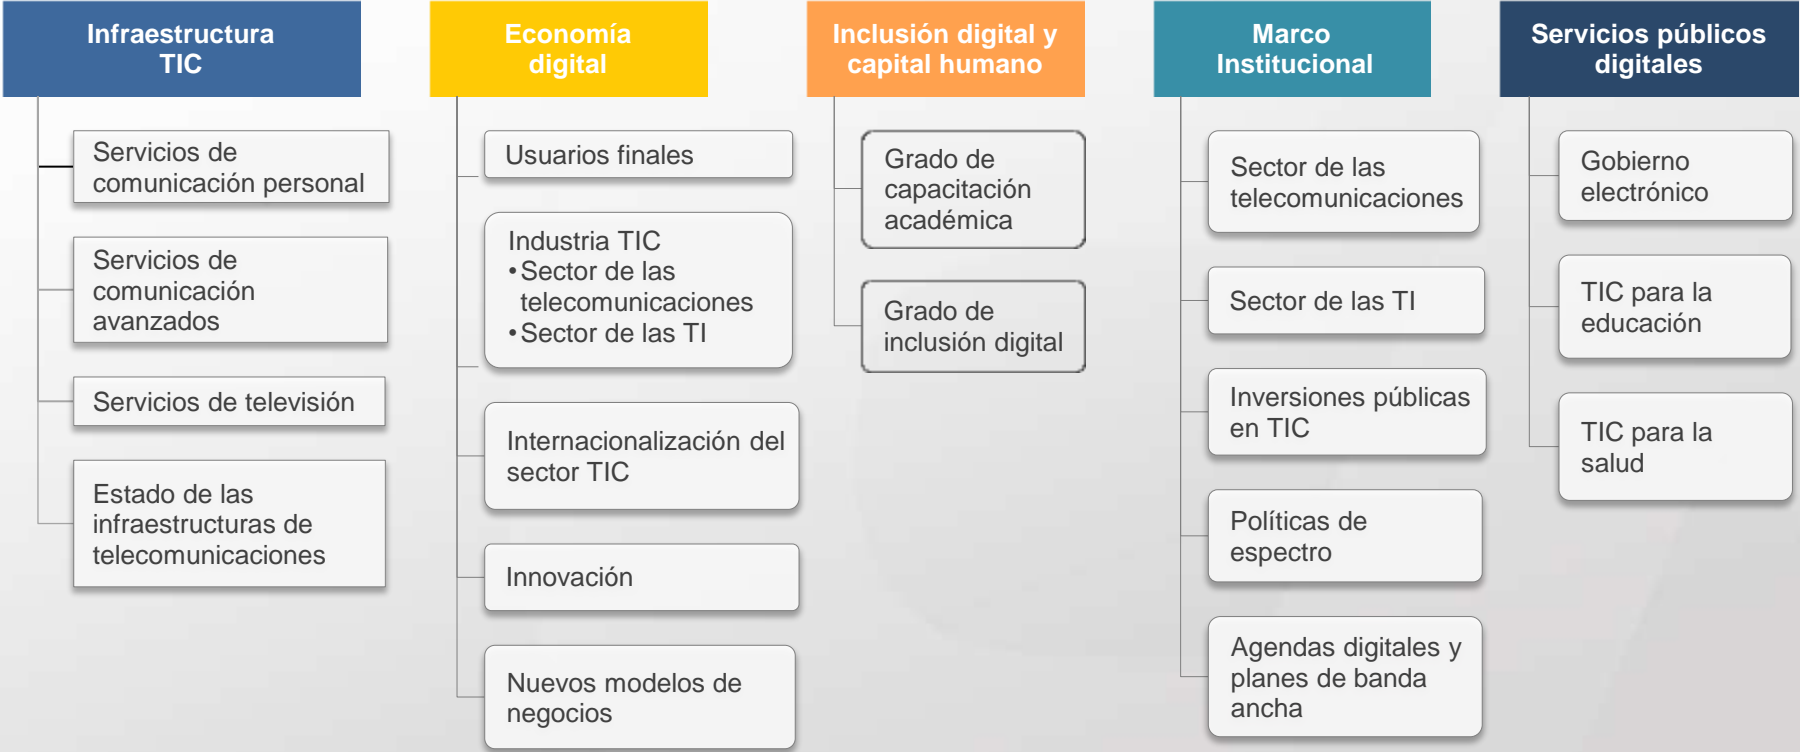 Infraestructura
TIC
Servicios de
comunicación personal
Servicios de
comunicación
avanzados
Servicios de televisión
Estado de las
infraestructuras de
telecomunicaciones
Economía
digital
Usuarios finales
Industria TIC
• Sector de las
telecomunicaciones
• Sector de las TI
Internacionalización del
sector TIC
Innovación
Nuevos modelos de
negocios
Inclusión digital y
capital humano
Grado de
capacitación
académica
Grado de
inclusión digital
Marco
Institucional
Sector de las
telecomunicaciones
Sector de las TI
Inversiones públicas
en TIC
Políticas de
espectro
Agendas digitales y
planes de banda
ancha
Servicios públicos
digitales
Gobierno
electrónico
TIC para la
educación
TIC para la
salud